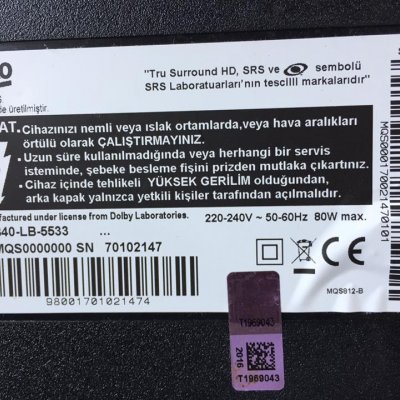 "Tru Surround HD, SRS ve sembolü
SRS Laboratuarları'nın tescilli markalarıdır"
de üretilmiştir.
AT. Cihazınızı nemli veya ıslak ortamlarda,veya hava aralıkları
örtülü olarak ÇALIŞTIRMAYINIZ.
• Uzun süre kullanılmadığında veya herhangi bir servis
isteminde, şebeke besleme fişini prizden mutlaka çıkartınız.
• Cihaz içinde tehlikeli YÜKSEK GERİLİM olduğundan,
arka kapak yalnızca yetkili kişiler tarafından açılmalıdır.
factured under license from Dolby Laboratories.
220-240V ~ 50-60Hz 80W max.
40-LB-5533 ...
MQS0000000 SN 70102147
98001701021474
MQS812-B
T1969043
2016
T1969043